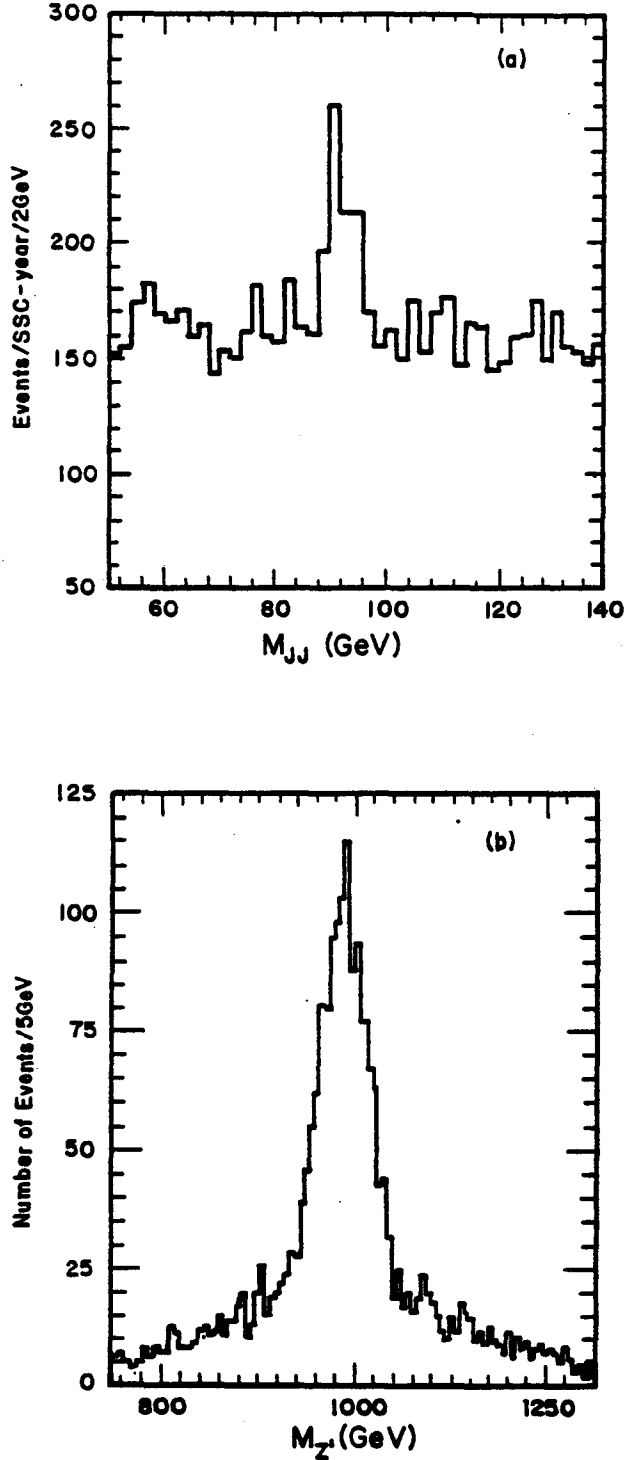 300
(a)
250
200
150
100
50
Events/SSC-year/2GeV
60 80 100 120 140
M_JJ (GeV)
125
(b)
100
75
50
25
0
Number of Events/5GeV
800 1000 1250
M_Z' (GeV)